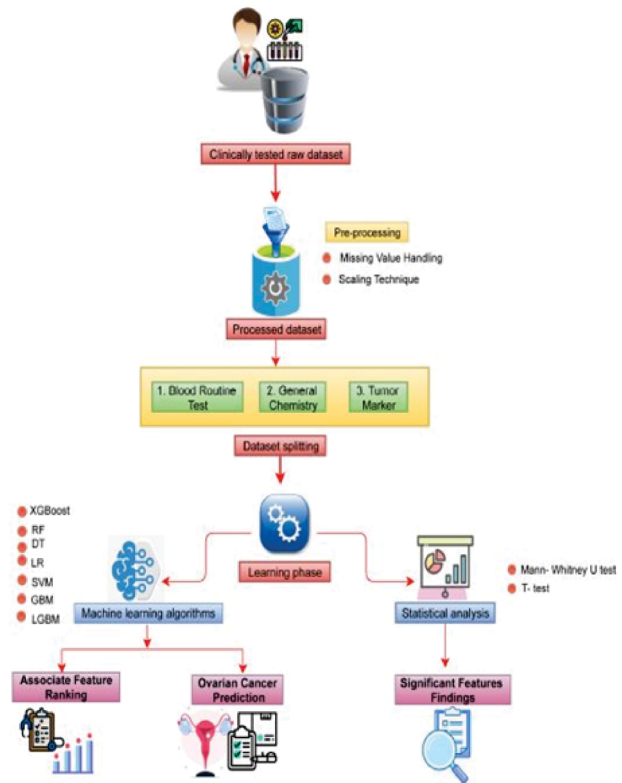 Clinically tested raw dataset
Pre-processing
Missing Value Handling
Scaling Technique
Processed dataset
1. Blood Routine
Test
2. General
Chemistry
3. Tumor
Marker
Dataset splitting
XGBoost
RF
DT
LR
SVM
GBM
LGBM
Learning phase
Mann- Whitney U test
T- test
Machine learning algorithms
Statistical analysis
Associate Feature
Ranking
Ovarian Cancer
Prediction
Significant Features
Findings